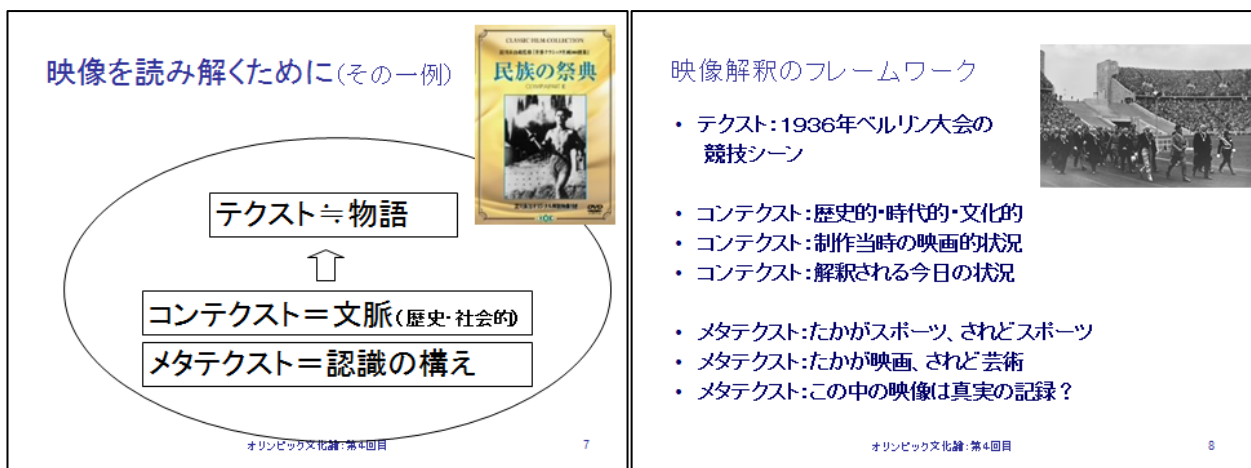 映像を読み解くために(その一例)
CLASSIC FILM COLLECTION
民族の祭典
DVD
テクスト≒物語
コンテクスト＝文脈(歴史・社会的)
メタテクスト＝認識の構え
オリンピック文化論:第4回目
7
映像解釈のフレームワーク
・ テクスト:1936年ベルリン大会の
競技シーン
・ コンテクスト:歴史的・時代的・文化的
・ コンテクスト:制作当時の映画的状況
・ コンテクスト:解釈される今日の状況
・ メタテクスト:たかがスポーツ、されどスポーツ
・ メタテクスト:たかが映画、されど芸術
・ メタテクスト:この中の映像は真実の記録？
オリンピック文化論:第4回目
8